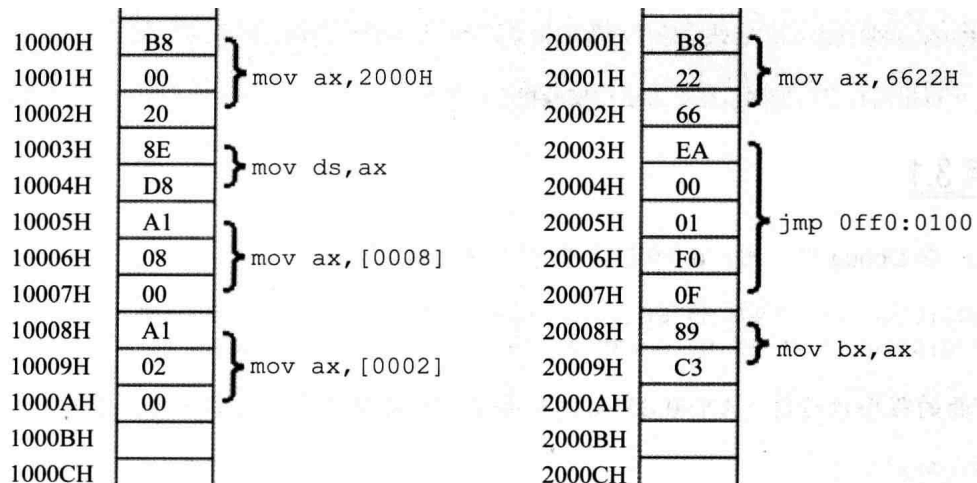 10000H B8
10001H 00 mov ax,2000H
10002H 20
10003H 8E
mov ds,ax
10004H D8
10005H A1
10006H 08 mov ax,[0008]
10007H 00
10008H A1
10009H 02 mov ax,[0002]
1000AH 00
1000BH
1000CH
20000H B8
20001H 22 mov ax,6622H
20002H 66
20003H EA
20004H 00
20005H 01 jmp 0ff0:0100
20006H F0
20007H 0F
20008H 89
mov bx,ax
20009H C3
2000AH
2000BH
2000CH